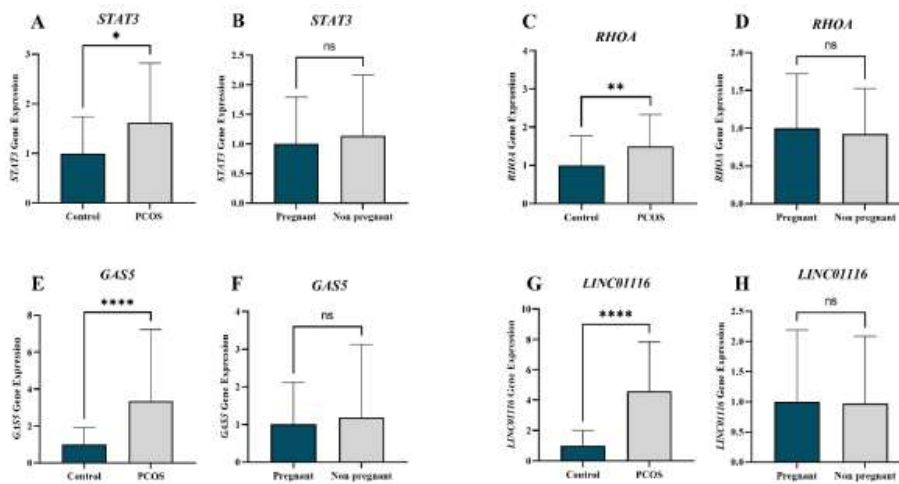 A
STAT3
*
STAT3 Gene Expression
3
2
1
0
Control
PCOS
B
STAT3
ns
STAT3 Gene Expression
2.5
2.0
1.5
1.0
0.5
0.0
Pregnant
Non pregnant
C
RHOA
**
RHOA Gene Expression
4
3
2
1
0
Control
PCOS
D
RHOA
ns
RHOA Gene Expression
2.0
1.5
1.0
0.5
0.0
Pregnant
Non pregnant
E
GAS5
****
GAS5 Gene Expression
8
6
4
2
0
Control
PCOS
F
GAS5
ns
GAS5 Gene Expression
4
3
2
1
0
Pregnant
Non pregnant
G
LINC01116
****
LINC01116 Gene Expression
10
8
6
4
2
0
Control
PCOS
H
LINC01116
ns
LINC01116 Gene Expression
2.5
2.0
1.5
1.0
0.5
0.0
Pregnant
Non pregnant